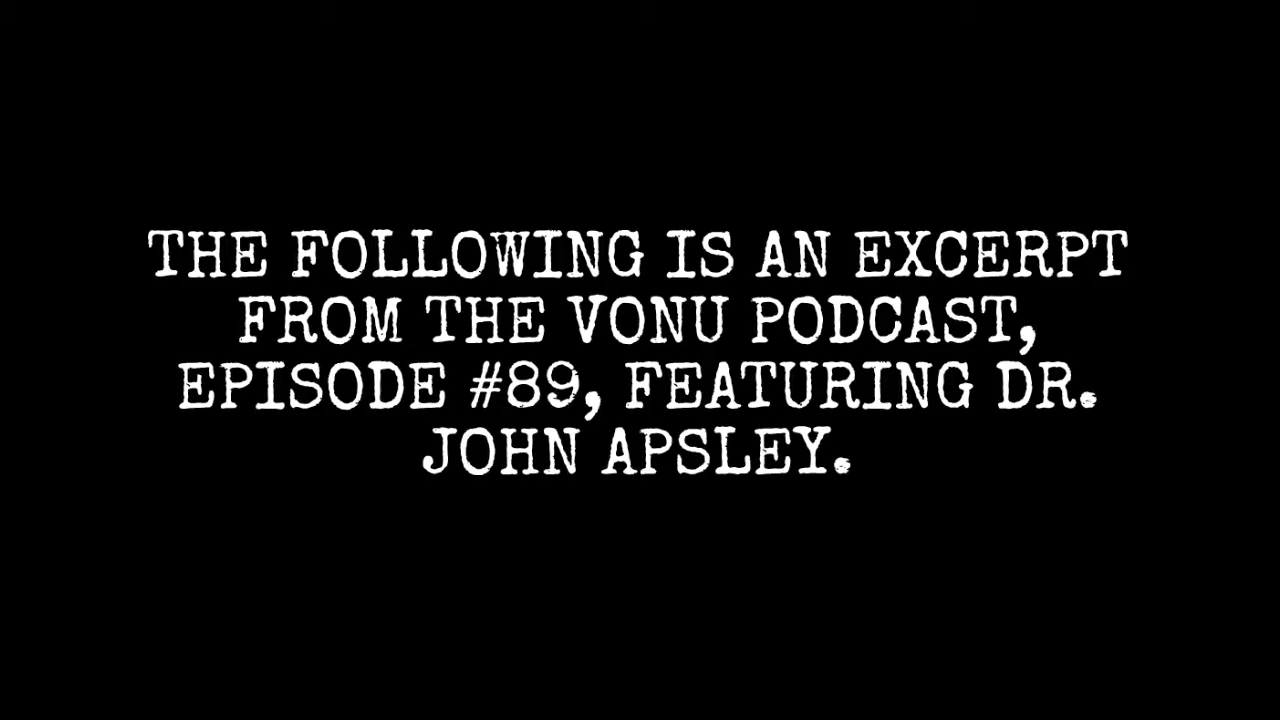 THE FOLLOWING IS AN EXCERPT
FROM THE VONU PODCAST,
EPISODE #89, FEATURING DR.
JOHN APSLEY.